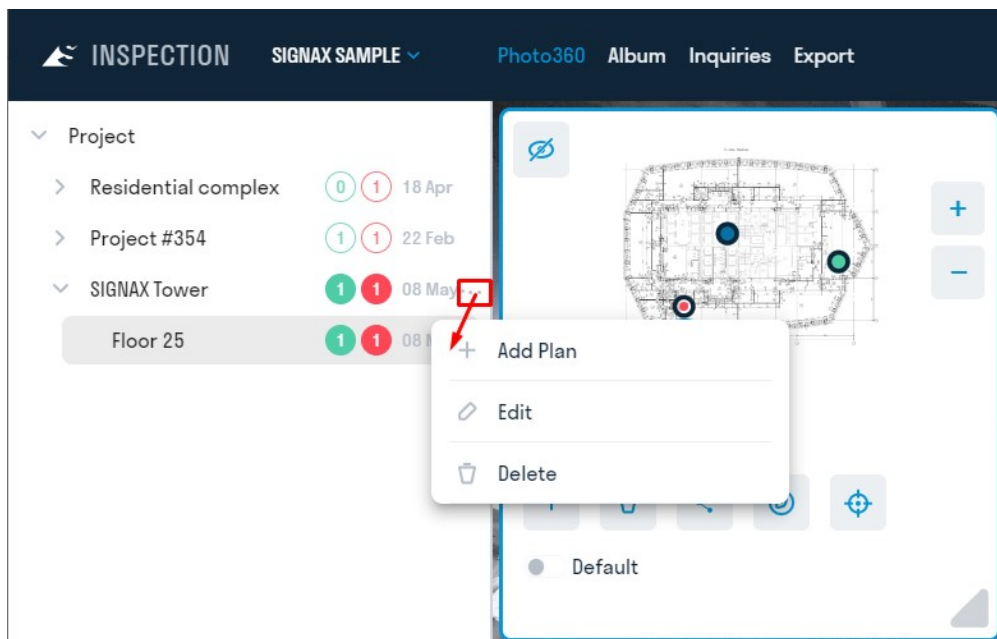 INSPECTION SIGNAX SAMPLE Photo360 Album Inquiries Export
Project
Residential complex 0 1 18 Apr
Project #354 1 1 22 Feb
SIGNAX Tower 1 1 08 May
Floor 25 1 1 08
Add Plan
Edit
Delete
Default